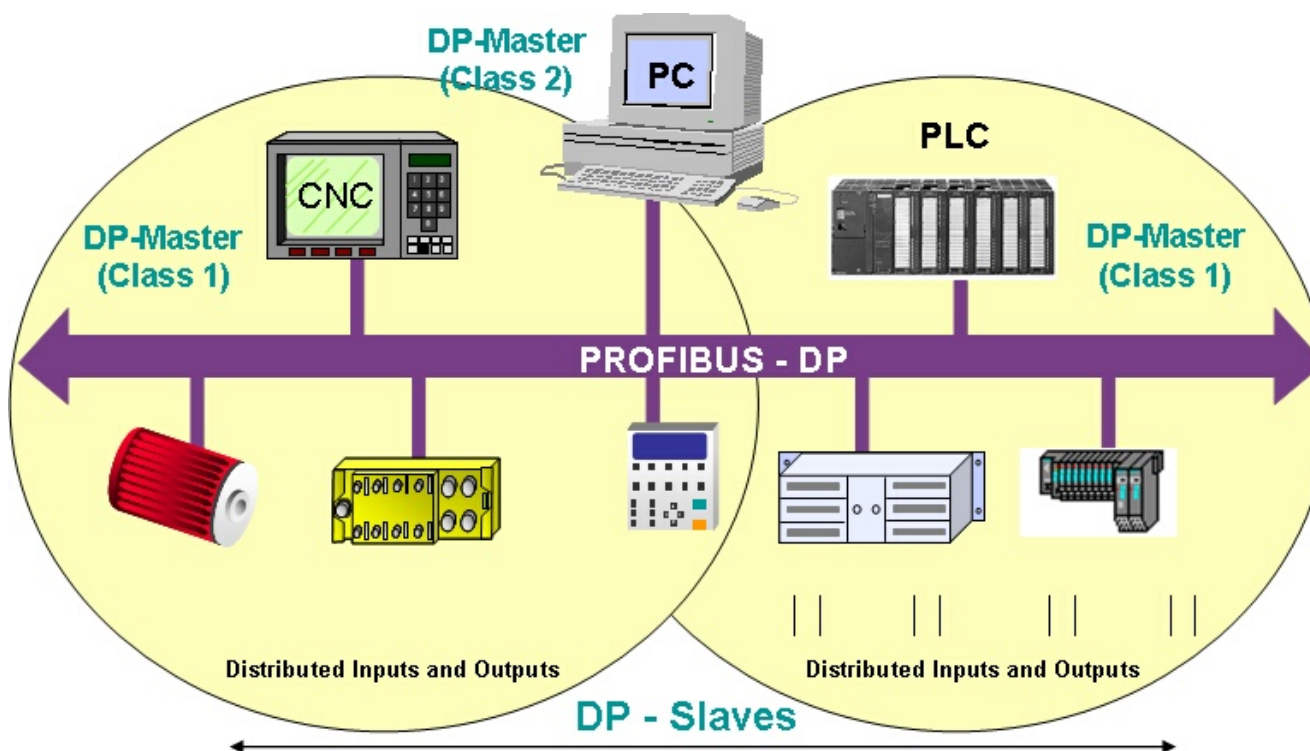 DP-Master
(Class 2)
PC
PLC
CNC
DP-Master
(Class 1)
DP-Master
(Class 1)
PROFIBUS - DP
Distributed Inputs and Outputs
Distributed Inputs and Outputs
DP - Slaves